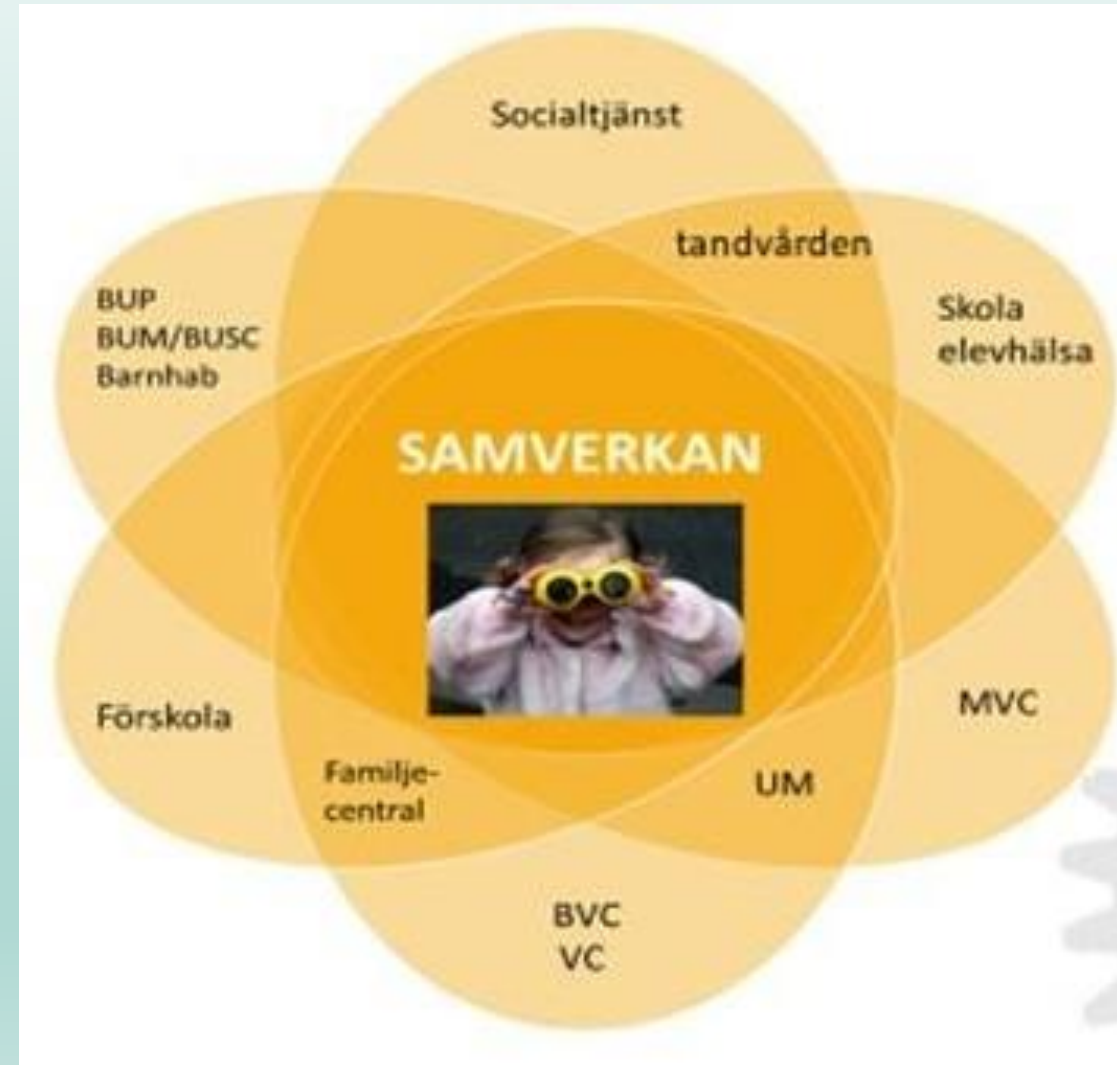 Socialtjänst
tandvården
BUP
BUM/BUSC
Barnhab
Skola
elevhälsa
SAMVERKAN
Förskola
MVC
Familje-
central
UM
BVC
VC